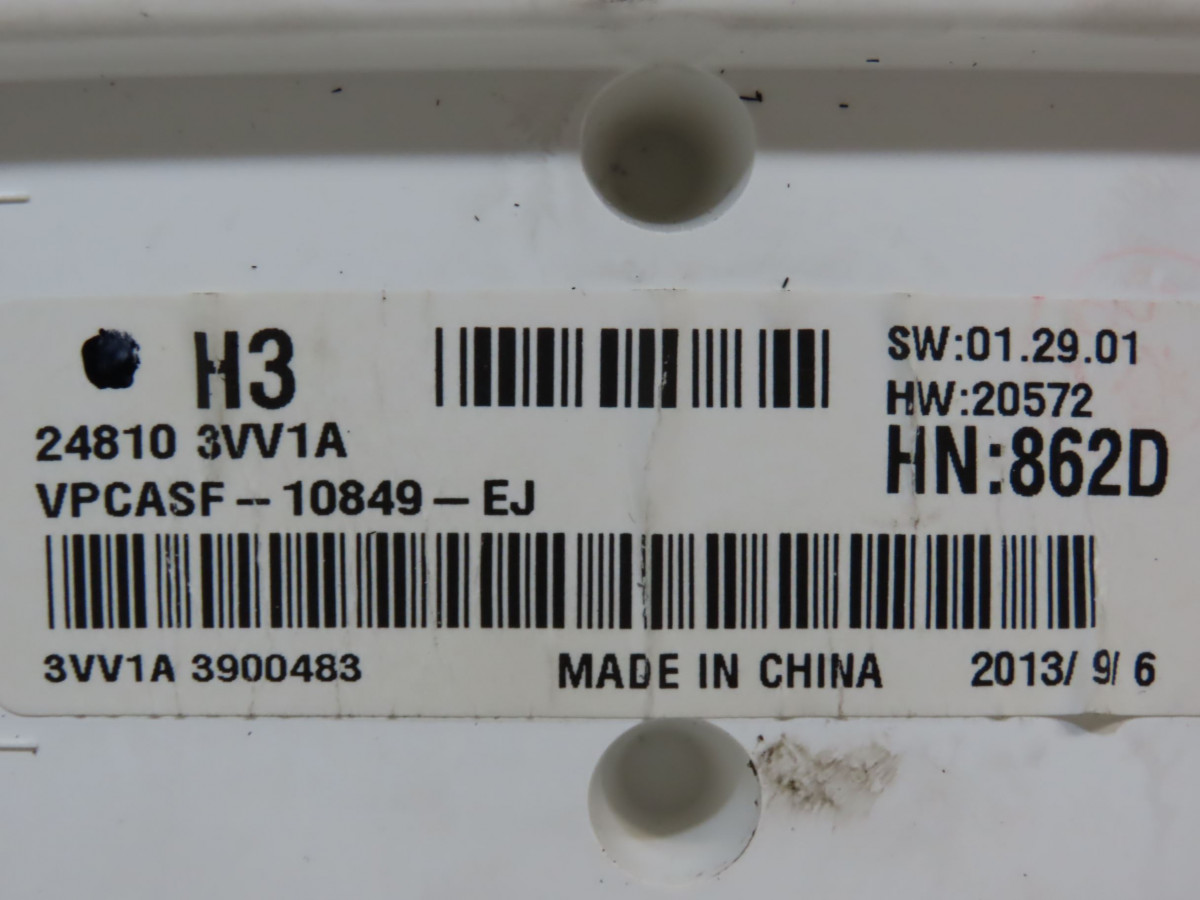 H3
SW:01.29.01
HW:20572
24810 3VV1A
HN:862D
VPCASF-10849-EJ
3VV1A 3900483
MADE IN CHINA
2013/ 9/ 6